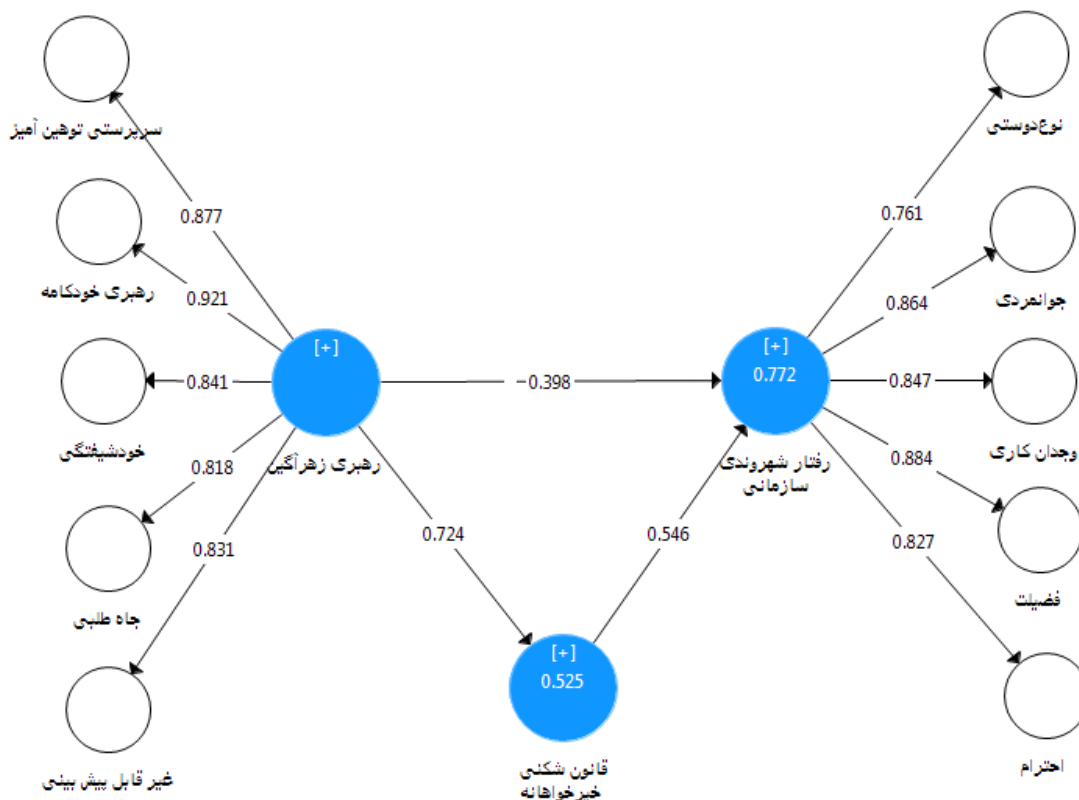 سرپرستی توهین آمیز
نوع‌دوستی
0.877
0.761
رهبری خودکامه
جوانمردی
0.921
0.864
[+]
[+]
0.772
0.841
-0.398
0.847
خودشیفتگی
رهبری زهرآگین
رفتار شهروندی
سازمانی
وجدان کاری
0.818
0.884
0.831
0.724
0.546
0.827
جاه طلبی
فضیلت
[+]
0.525
غیر قابل پیش بینی
قانون شکنی
خیرخواهانه
احترام